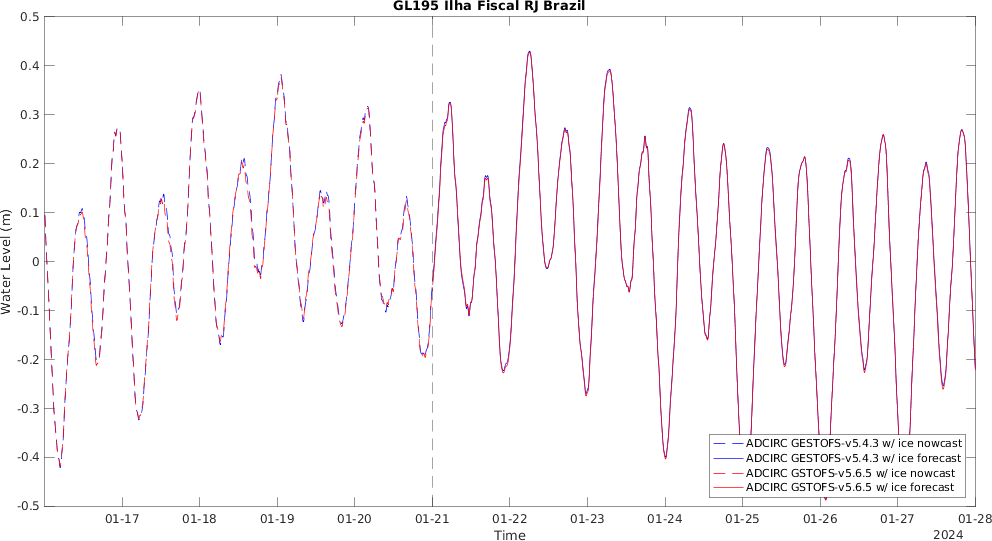 GL195 Ilha Fiscal RJ Brazil
0.5
0.4
0.3
0.2
0.1
0
-0.1
-0.2
-0.3
-0.4
-0.5
Water Level (m)
ADCIRC GESTOFS-v5.4.3 w/ ice nowcast
ADCIRC GESTOFS-v5.4.3 w/ ice forecast
ADCIRC GSTOFS-v5.6.5 w/ ice nowcast
ADCIRC GSTOFS-v5.6.5 w/ ice forecast
01-17 01-18 01-19 01-20 01-21 01-22 01-23 01-24 01-25 01-26 01-27 01-28
Time
2024